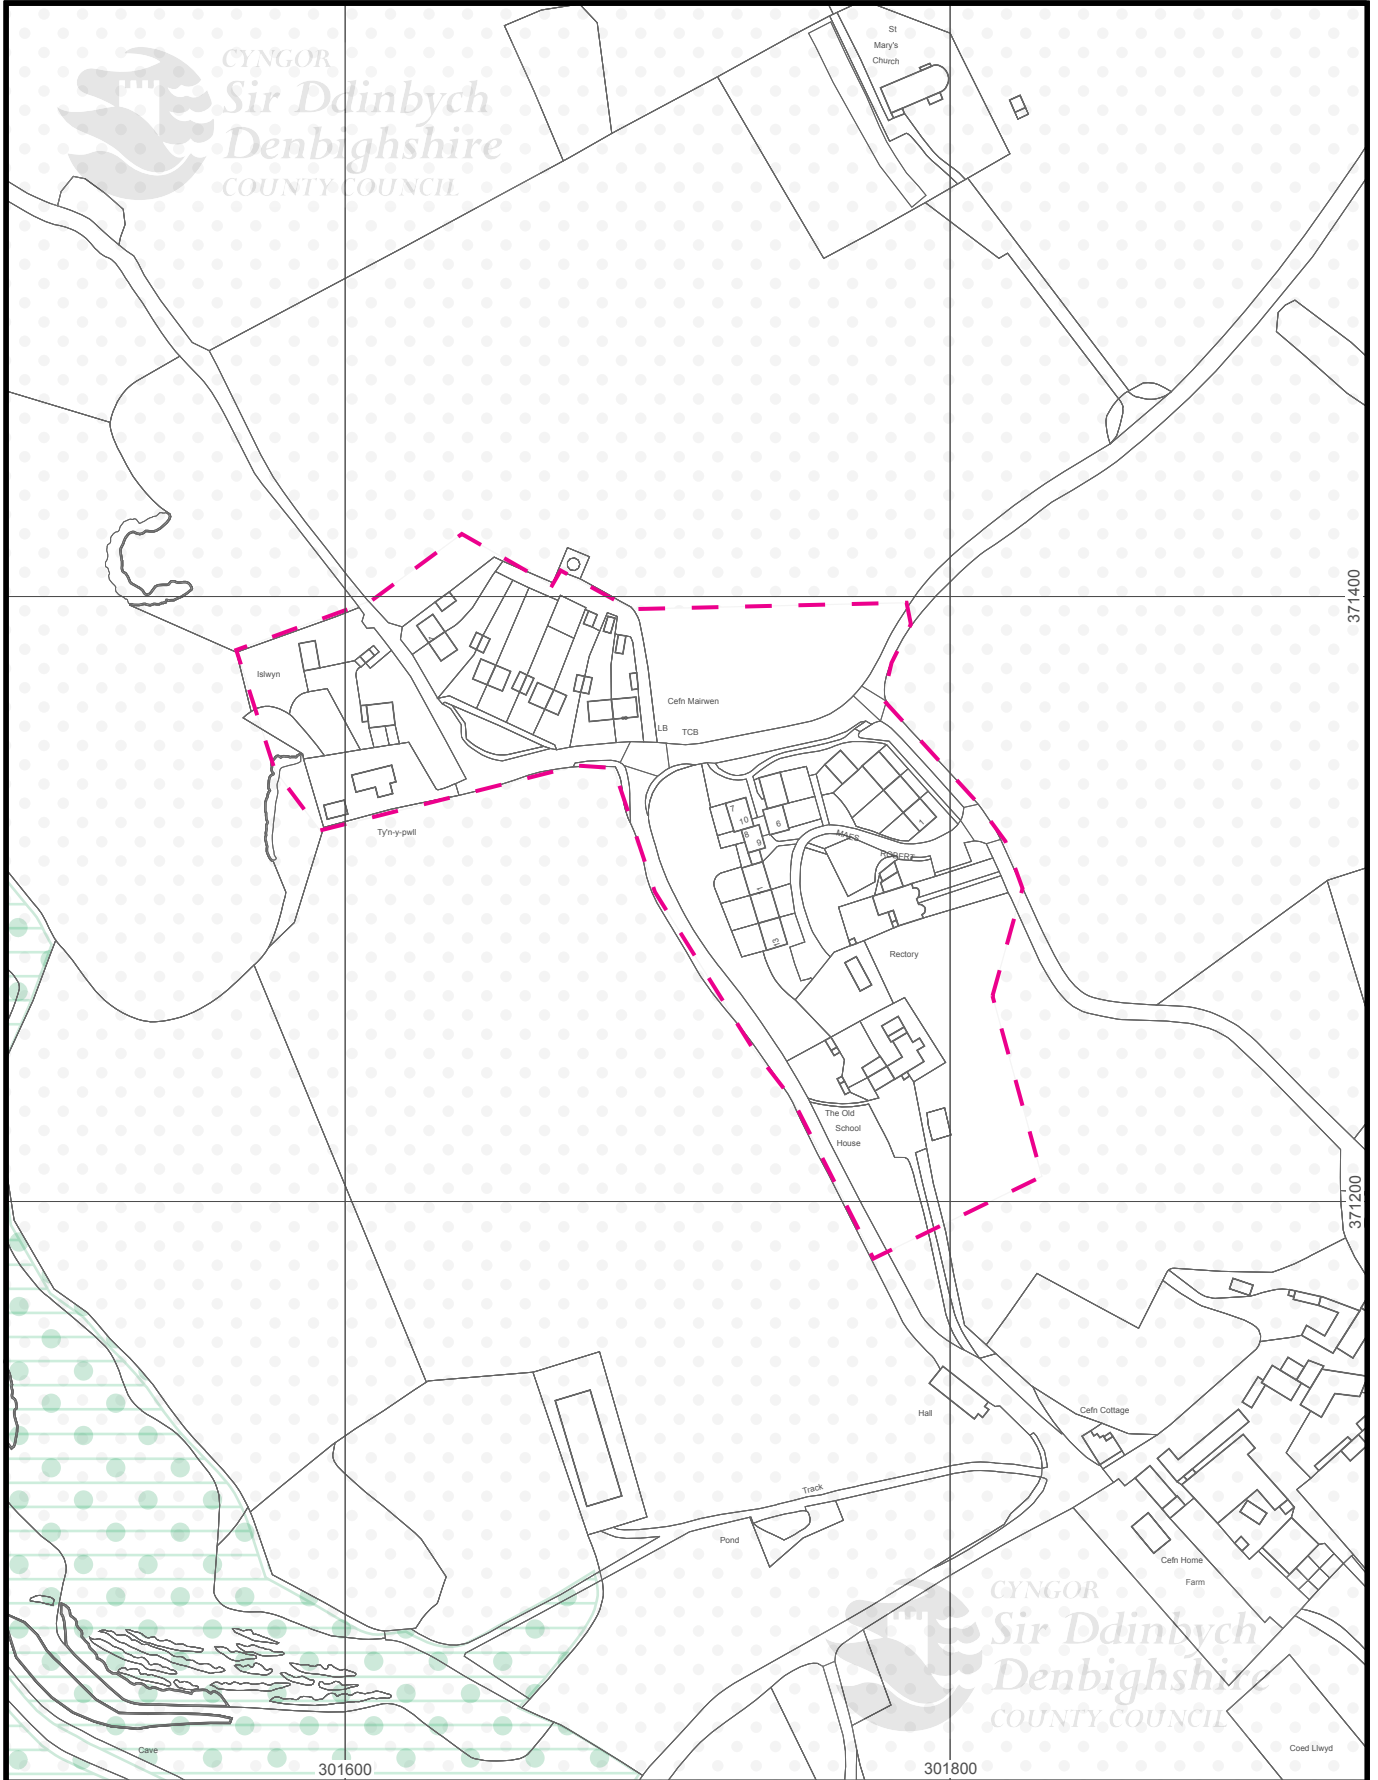 CYNGOR
Sir Ddinbych
Denbighshire
COUNTY COUNCIL
St
Mary's
Church
371400
Islwyn
Cefn Mairwen
LB
TCB
Ty'n-y-pwll
7
10
8
9
6
1
MAES
ROBERT
1
13
Rectory
The Old
School
House
371200
Hall
Cefn Cottage
Track
Pond
Cefn Home
Farm
CYNGOR
Sir Ddinbych
Denbighshire
COUNTY COUNCIL
Cave
Coed Llwyd
301600
301800